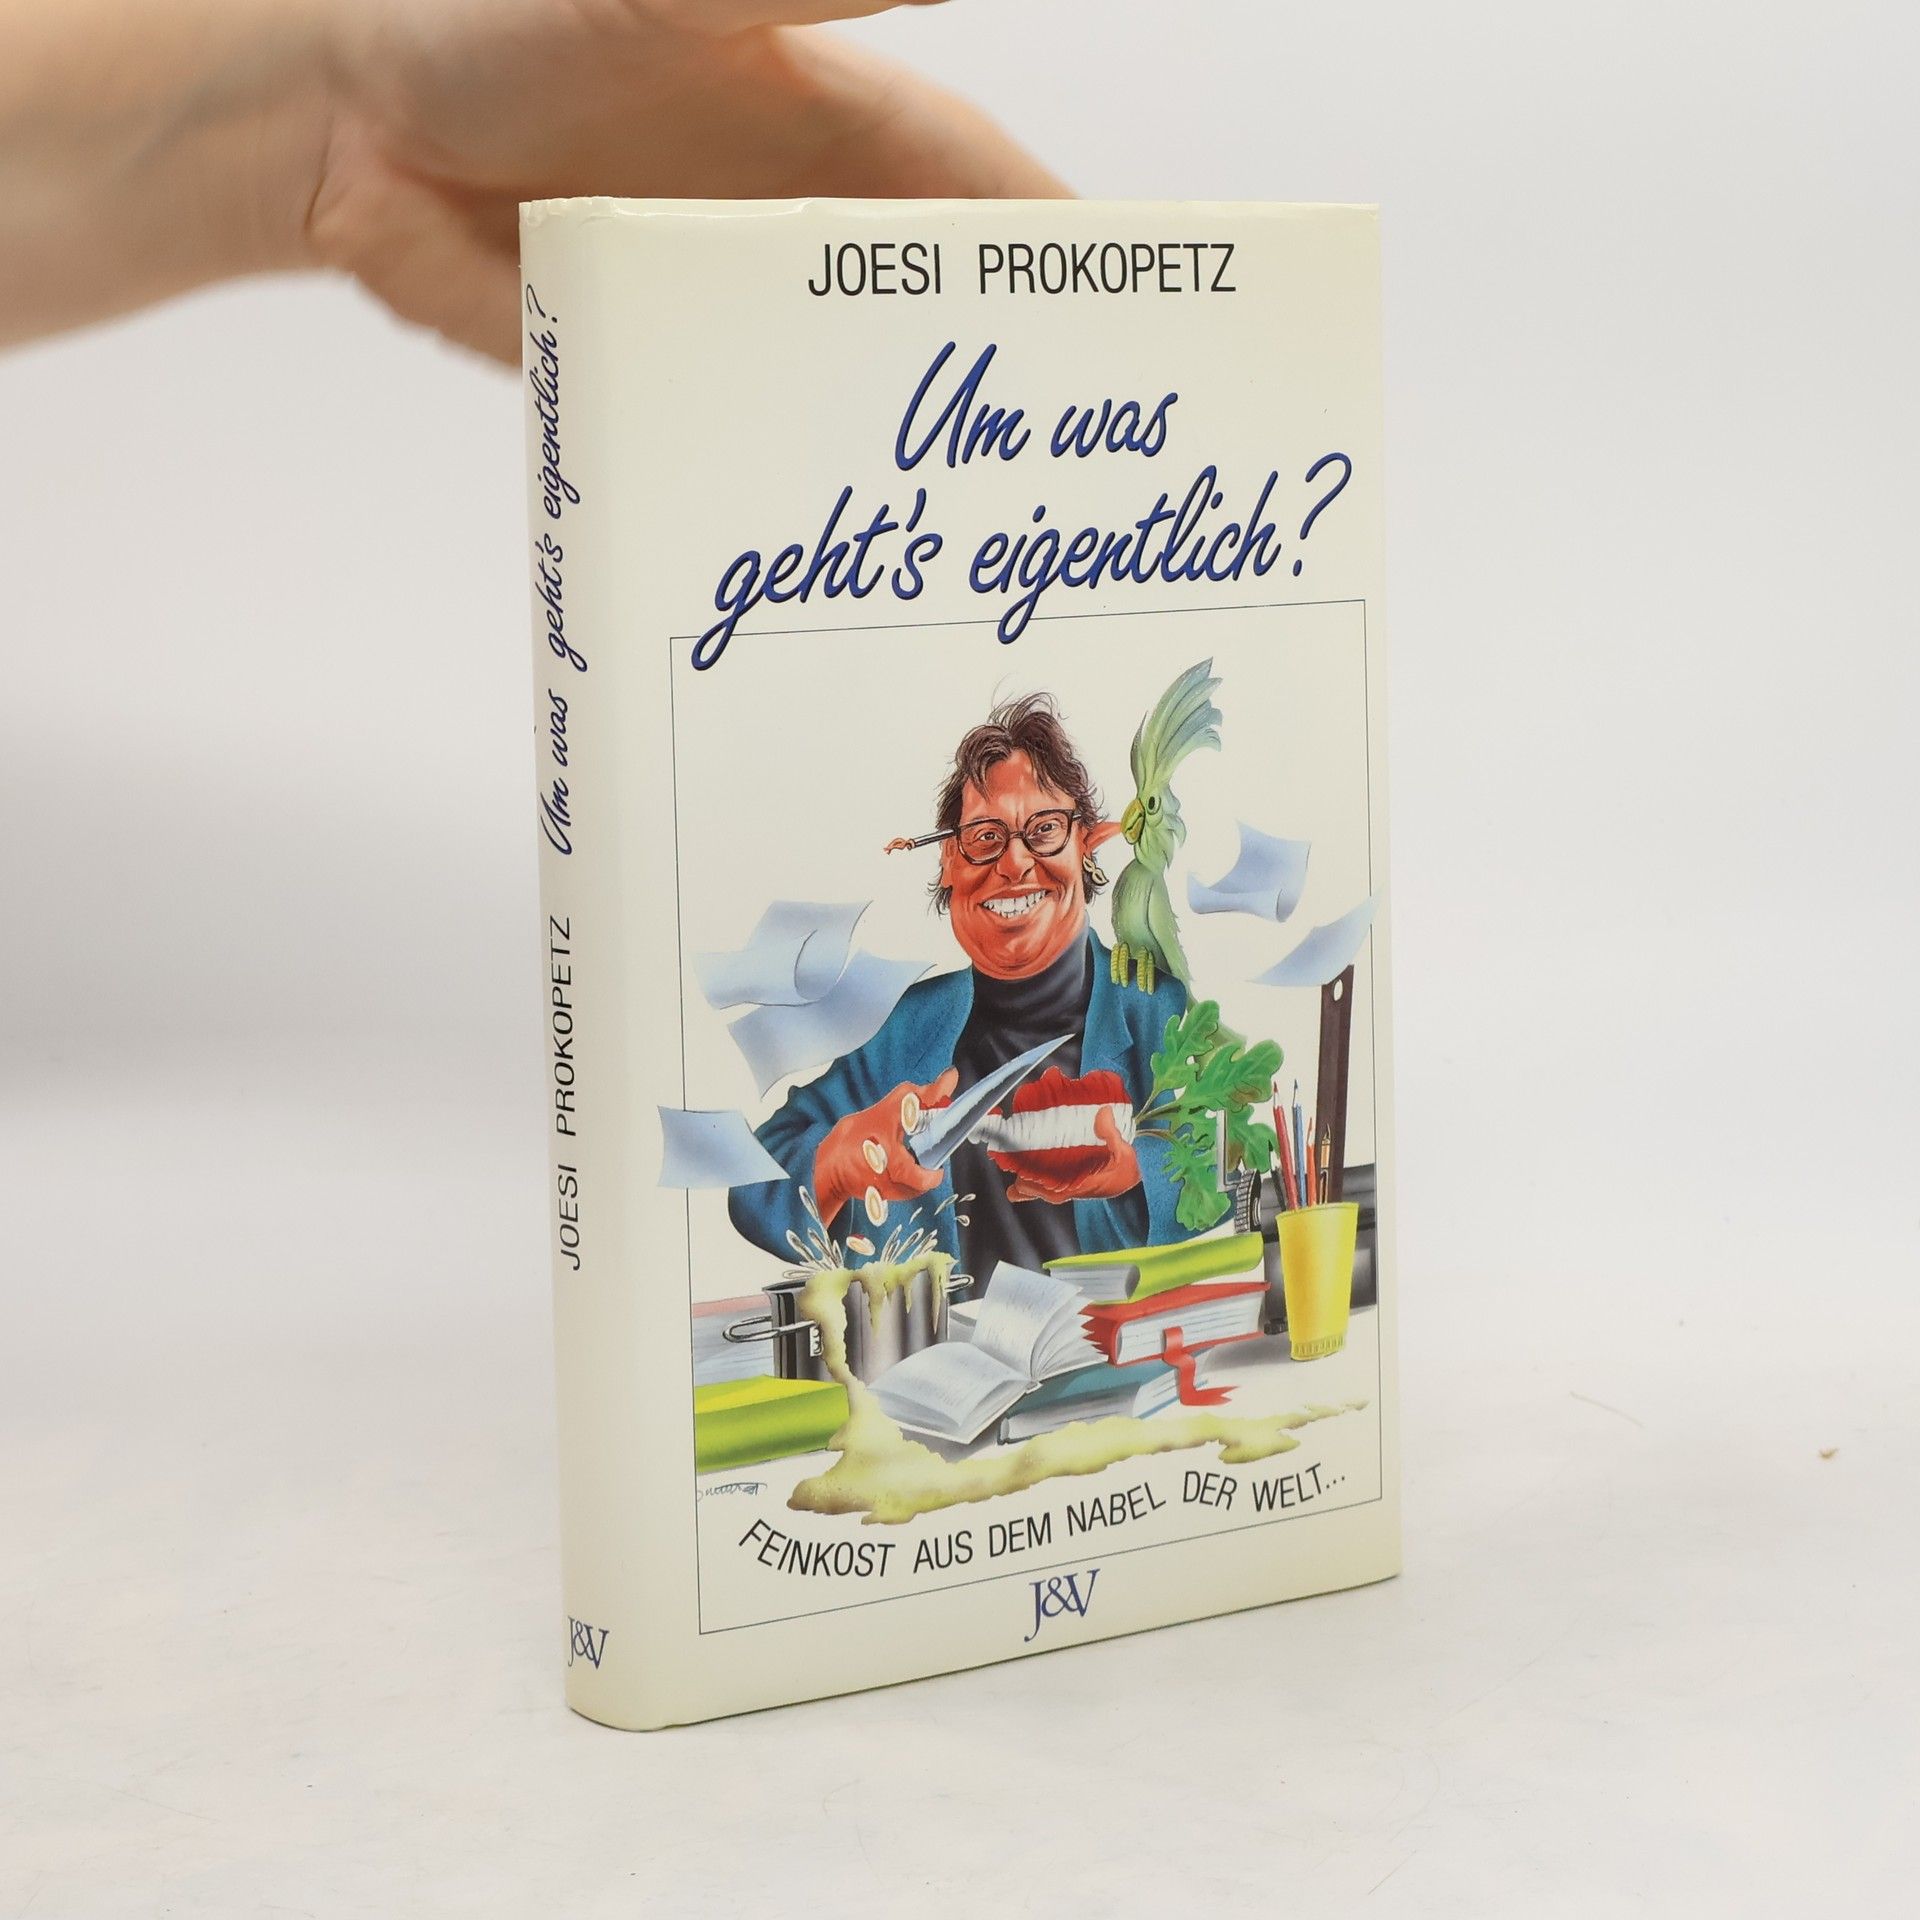 JOESI PROKOPETZ
Um was
geht's eigentlich?
FEINKOST AUS DEM NABEL DER WELT...
J&V
JOESI PROKOPETZ Um was geht's eigentlich?
J&V